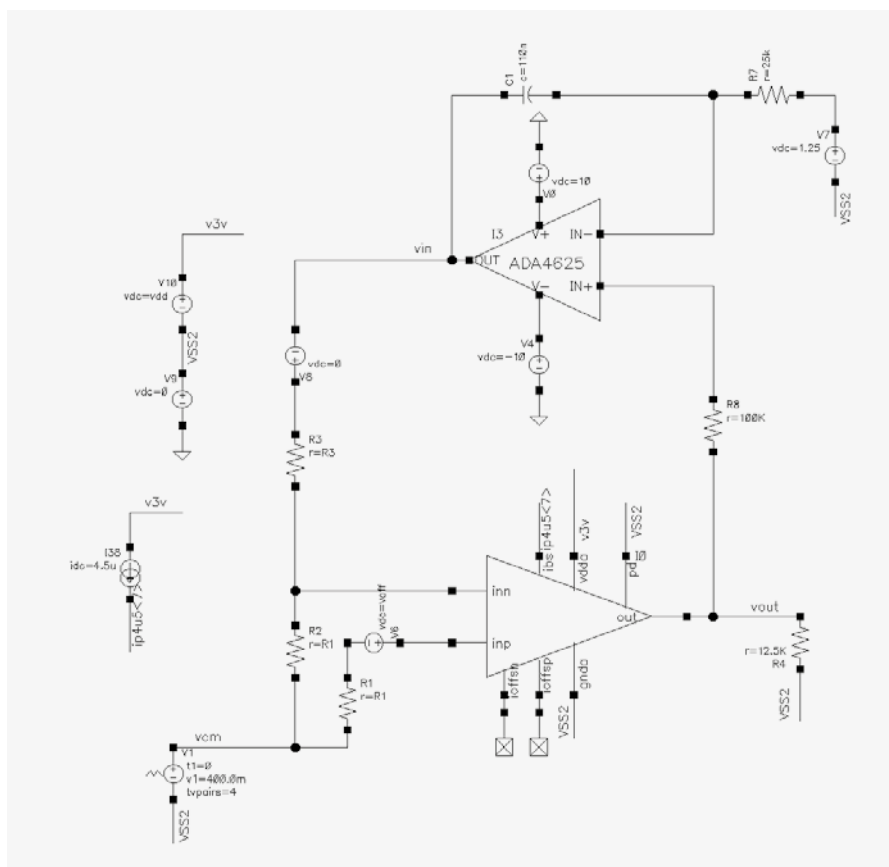 C1
c=110n
R7
r=25k
V7
vdc=1.25
VSS2
vdc=10
V0
I3
V+
IN-
OUT
ADA4625
V-
IN+
vin
v3v
V10
vdc=vdd
VSS2
V9
vdc=0
vdc=0
V8
V4
vdc=-10
R8
r=100K
R3
r=R3
v3v
I38
idc=4.5u
ip4u5<7>
ip4u5<7>
v3v
VSS2
ibs
vdda
pd
I0
inn
inp
out
vout
vdc=voff
V6
R2
r=R1
R1
r=R1
ioffsn
ioffsp
gnda
VSS2
r=12.5K
R4
VSS2
vcm
V1
t1=0
v1=400.0m
tvpairs=4
VSS2